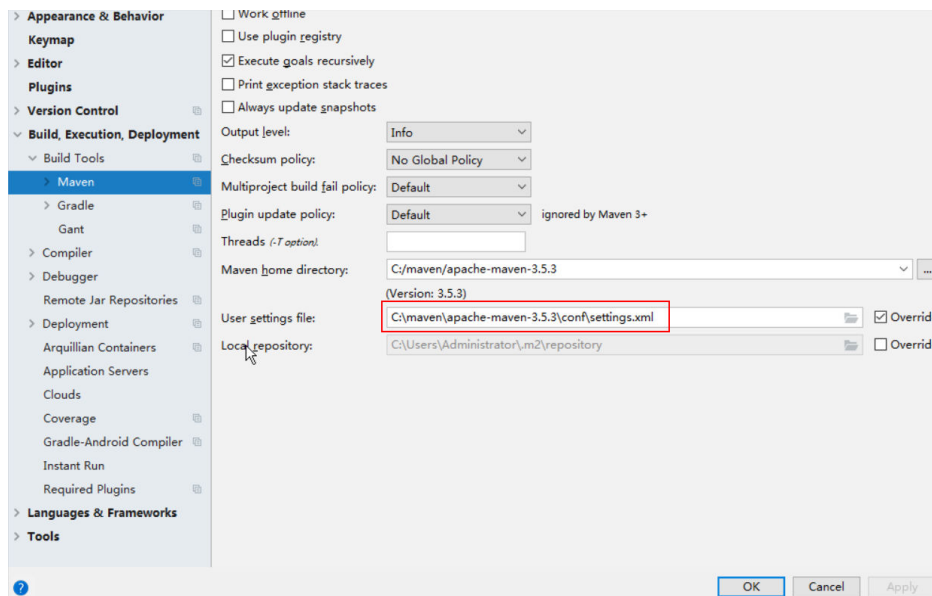 Appearance & Behavior
Keymap
Editor
Plugins
Version Control
Build, Execution, Deployment
Build Tools
Maven
Gradle
Gant
Compiler
Debugger
Remote Jar Repositories
Deployment
Arquillian Containers
Application Servers
Clouds
Coverage
Gradle-Android Compiler
Instant Run
Required Plugins
Languages & Frameworks
Tools
Work offline
Use plugin registry
Execute goals recursively
Print exception stack traces
Always update snapshots
Output level: Info
Checksum policy: No Global Policy
Multiproject build fail policy: Default
Plugin update policy: Default ignored by Maven 3+
Threads (-T option).
Maven home directory: C:/maven/apache-maven-3.5.3 ...
(Version: 3.5.3)
User settings file: C:\maven\apache-maven-3.5.3\conf\settings.xml Overrid
Local repository: C:\Users\Administrator\.m2\repository Overrid
? OK Cancel Apply